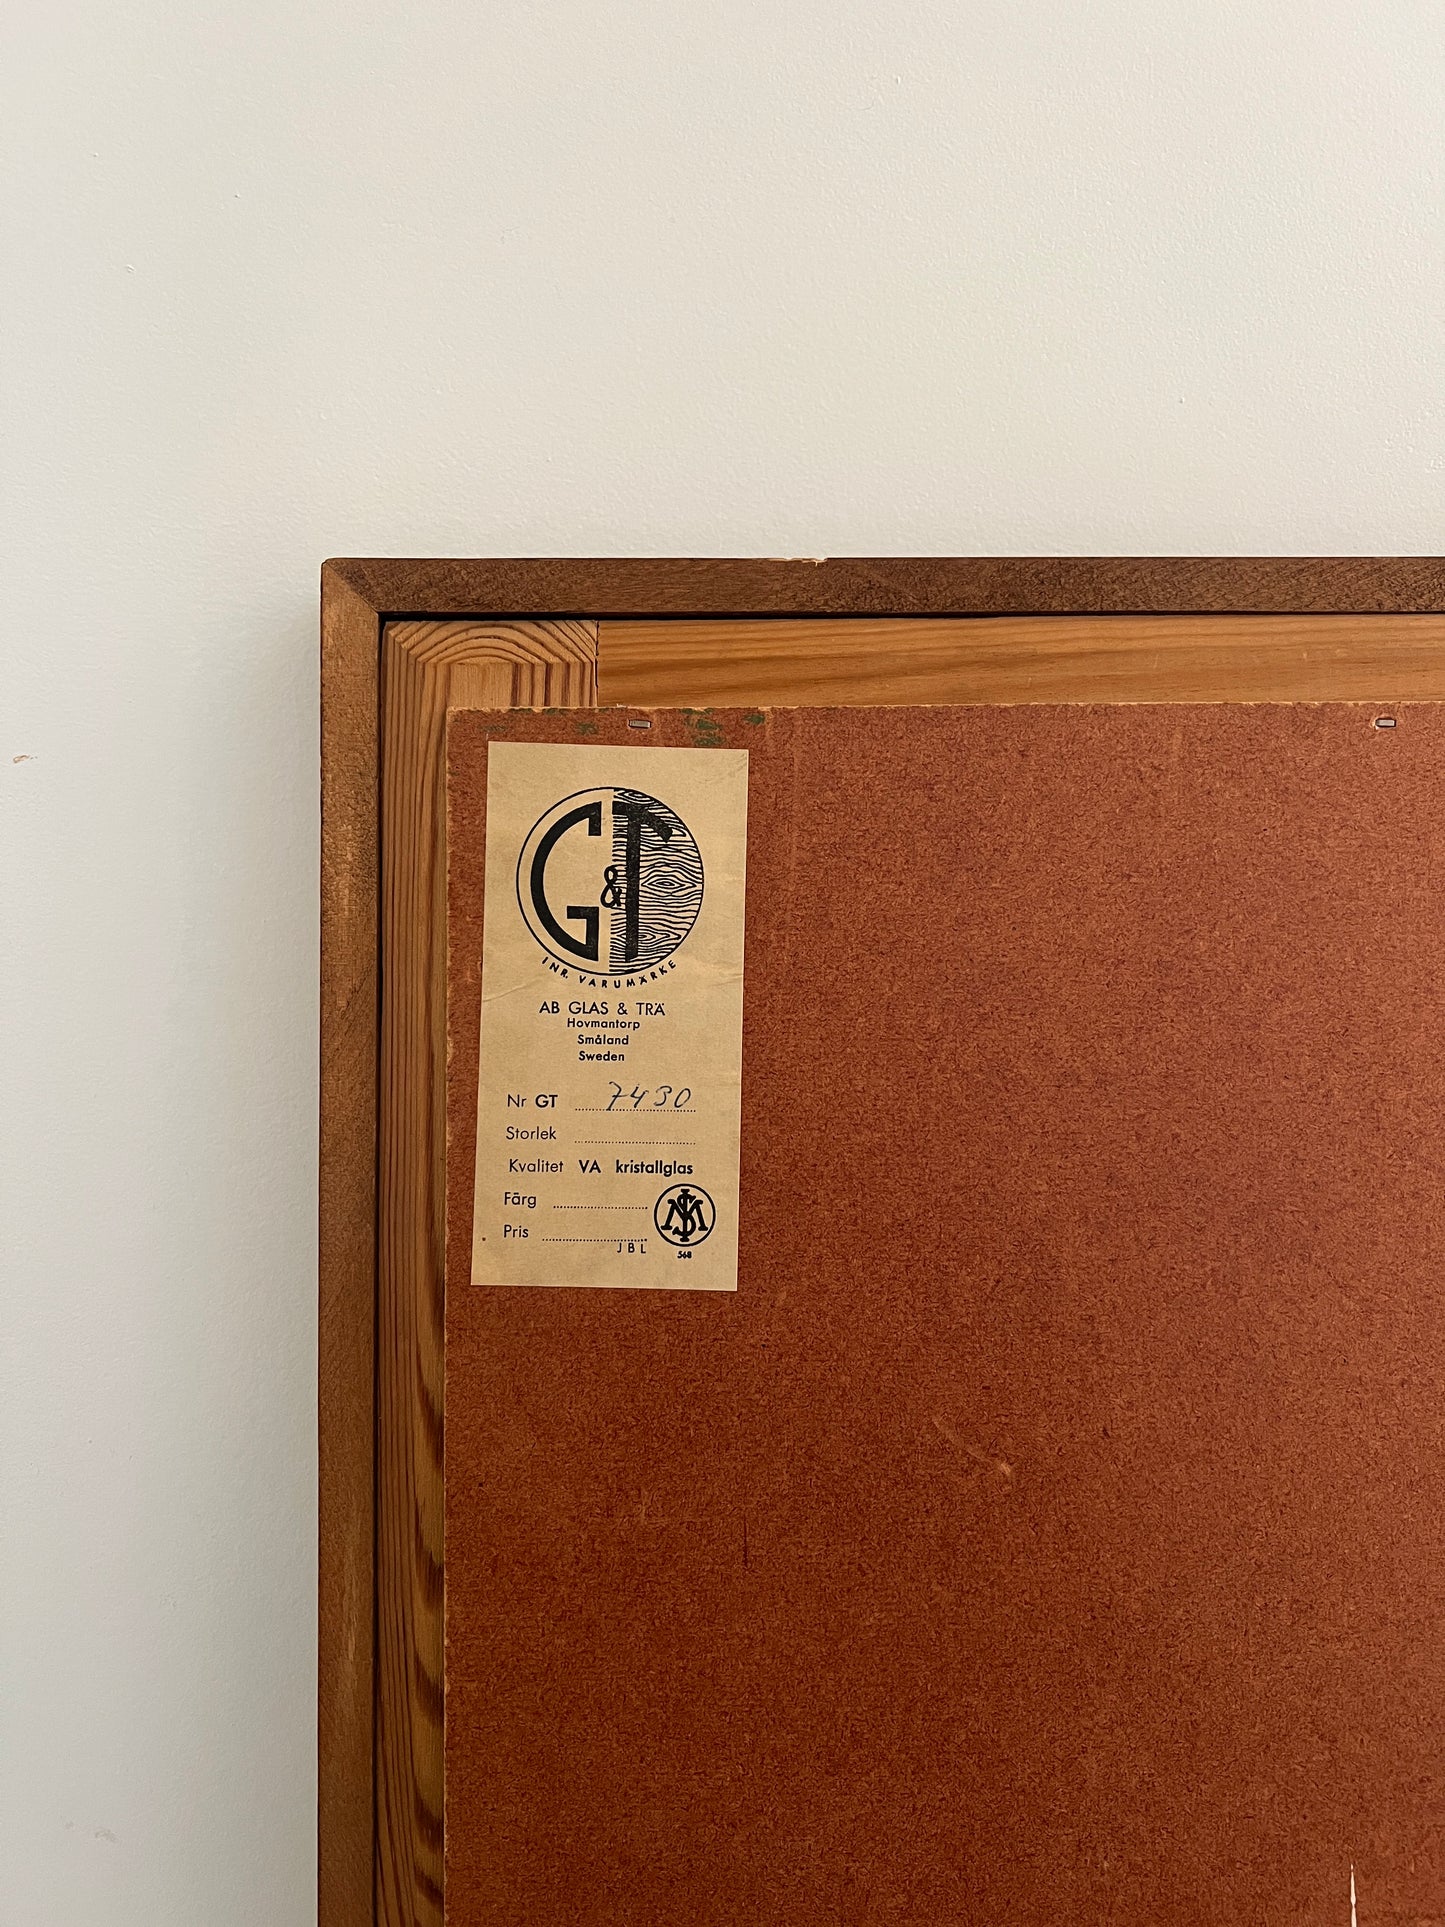 G&T
INR. VARUMÄRKE
AB GLAS & TRÄ
Hovmantorp
Småland
Sweden
Nr GT 7430
Storlek
Kvalitet VA kristallglas
Färg
Pris
JBL
SM
568